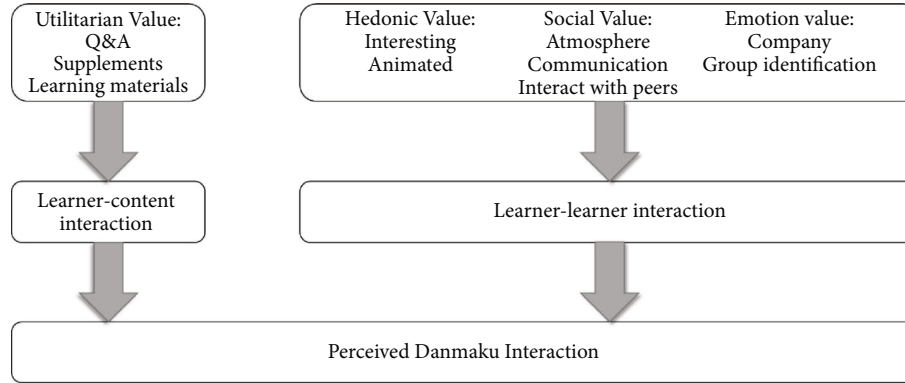 Utilitarian Value:
Q&A
Supplements
Learning materials
Hedonic Value:
Interesting
Animated
Social Value:
Atmosphere
Communication
Interact with peers
Emotion value:
Company
Group identification
Learner-content
interaction
Learner-learner interaction
Perceived Danmaku Interaction